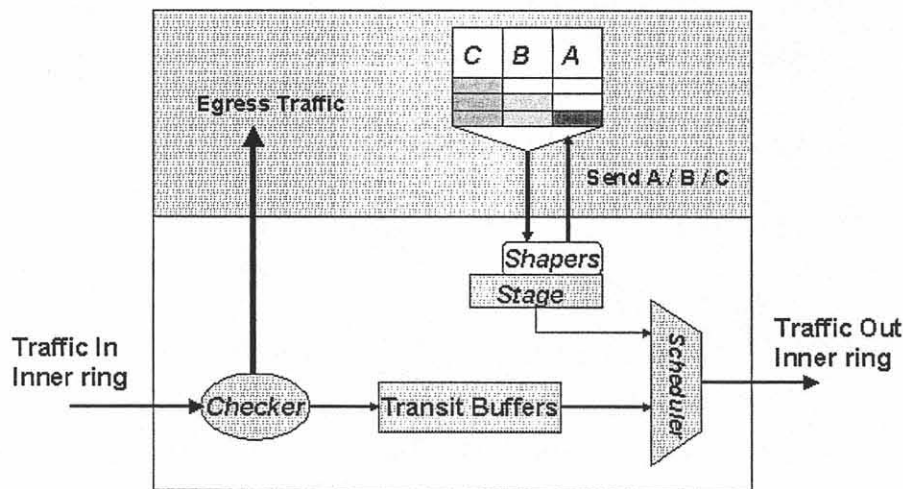 C B A
Egress Traffic
Send A / B / C
Shapers
Stage
Traffic In
Inner ring
Checker
Transit Buffers
Scheduler
Traffic Out
Inner ring